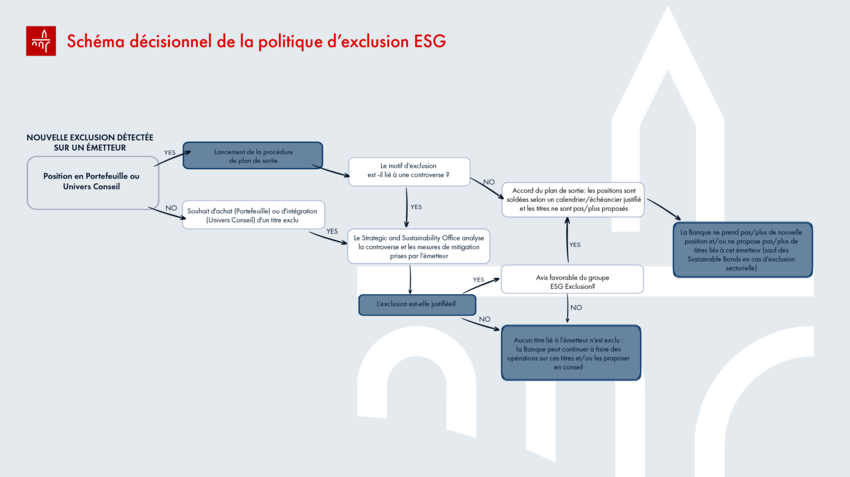 Schéma décisionnel de la politique d’exclusion ESG
NOUVELLE EXCLUSION DÉTECTÉE
SUR UN ÉMETTEUR
Position en Portefeuille ou
Univers Conseil
YES
Lancement de la procédure
de plan de sortie
NO
Souhait d'achat (Portefeuille) ou d'intégration
(Univers Conseil) d'un titre exclu
YES
Le motif d'exclusion
est -il lié à une controverse ?
NO
YES
Le Strategic and Sustainability Office analyse
la controverse et les mesures de mitigation
prises par l'émetteur
L'exclusion est-elle justifiée?
YES
NO
Accord du plan de sortie: les positions sont
soldées selon un calendrier/échéancier justifié
et les titres ne sont pas/plus proposés
YES
Avis favorable du groupe
ESG Exclusion?
NO
Aucun titre lié à l'émetteur n'est exclu :
la Banque peut continuer à faire des
opérations sur ces titres et/ou les proposer
en conseil
La Banque ne prend pas/plus de nouvelle
position et/ou se propose pas/plus de
titres liés à cet émetteur (sauf des
Sustainable Bonds en cas d'exclusion
sectorielle)